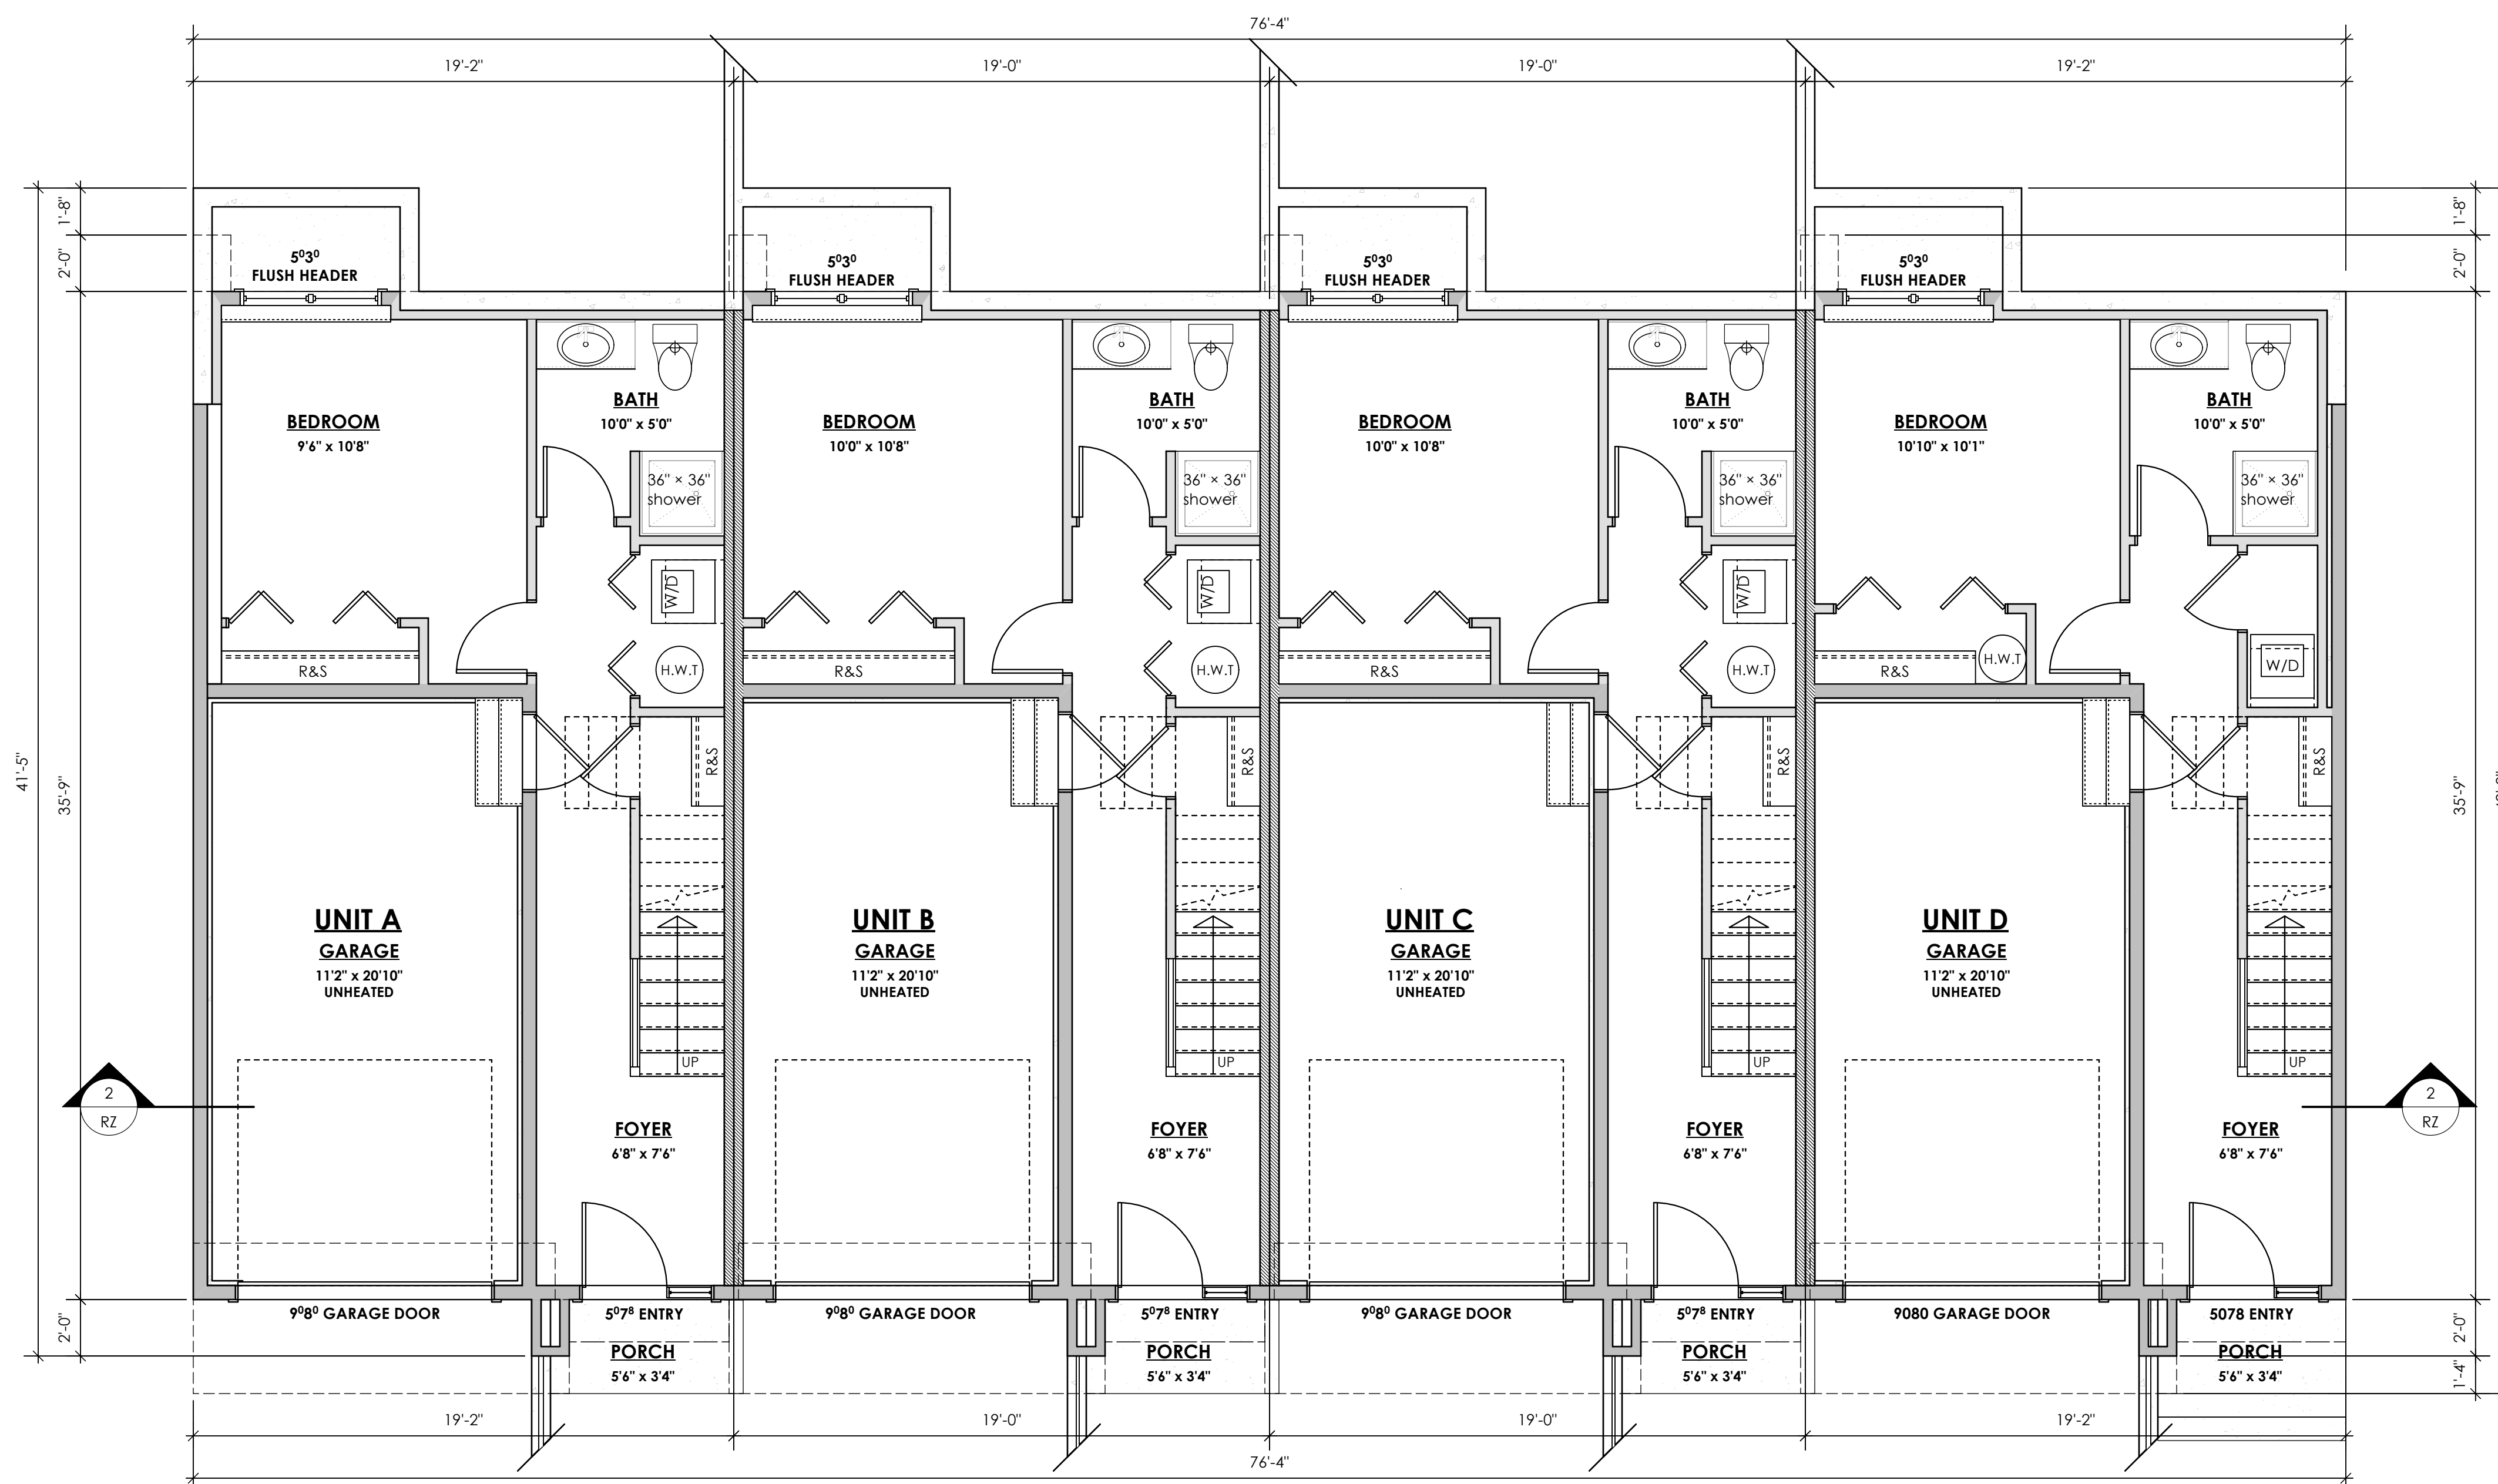 76'-4"
19'-2" 19'-0" 19'-0" 19'-2"
1'-8" 1'-8"
2'-0" 2'-0"
5⁰3⁰ 5⁰3⁰ 5⁰3⁰ 5⁰3⁰
FLUSH HEADER FLUSH HEADER FLUSH HEADER FLUSH HEADER
BATH BATH BATH BATH
10'0" x 5'0" 10'0" x 5'0" 10'0" x 5'0" 10'0" x 5'0"
BEDROOM BEDROOM BEDROOM BEDROOM
9'6" x 10'8" 10'0" x 10'8" 10'0" x 10'8" 10'10" x 10'1"
36" × 36" 36" × 36" 36" × 36" 36" × 36"
shower shower shower shower
W/D W/D W/D
R&S H.W.T R&S H.W.T R&S H.W.T R&S H.W.T W/D
R&S R&S R&S R&S
41'-5" 35'-9" 35'-9"
UNIT A UNIT B UNIT C UNIT D
GARAGE GARAGE GARAGE GARAGE
11'2" x 20'10" 11'2" x 20'10" 11'2" x 20'10" 11'2" x 20'10"
UNHEATED UNHEATED UNHEATED UNHEATED
UP UP UP UP
2 2
RZ RZ
FOYER FOYER FOYER FOYER
6'8" x 7'6" 6'8" x 7'6" 6'8" x 7'6" 6'8" x 7'6"
9⁰8⁰ GARAGE DOOR 5⁰7⁸ ENTRY 9⁰8⁰ GARAGE DOOR 5⁰7⁸ ENTRY 9⁰8⁰ GARAGE DOOR 5⁰7⁸ ENTRY 9080 GARAGE DOOR 5078 ENTRY
2'-0" 2'-0"
PORCH PORCH PORCH PORCH
5'6" x 3'4" 5'6" x 3'4" 5'6" x 3'4" 5'6" x 3'4"
1'-4"
19'-2" 19'-0" 19'-0" 19'-2"
76'-4"